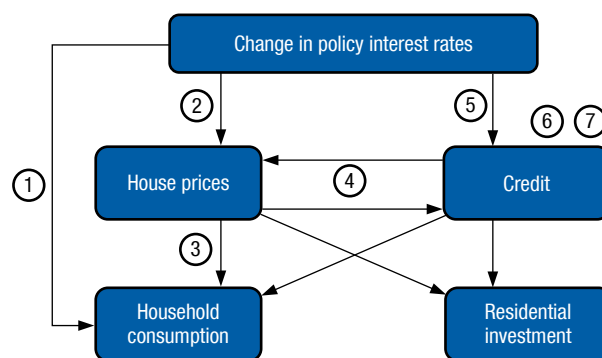 Change in policy interest rates
2
5
6
7
1
House prices
4
Credit
3
Household
consumption
Residential
investment